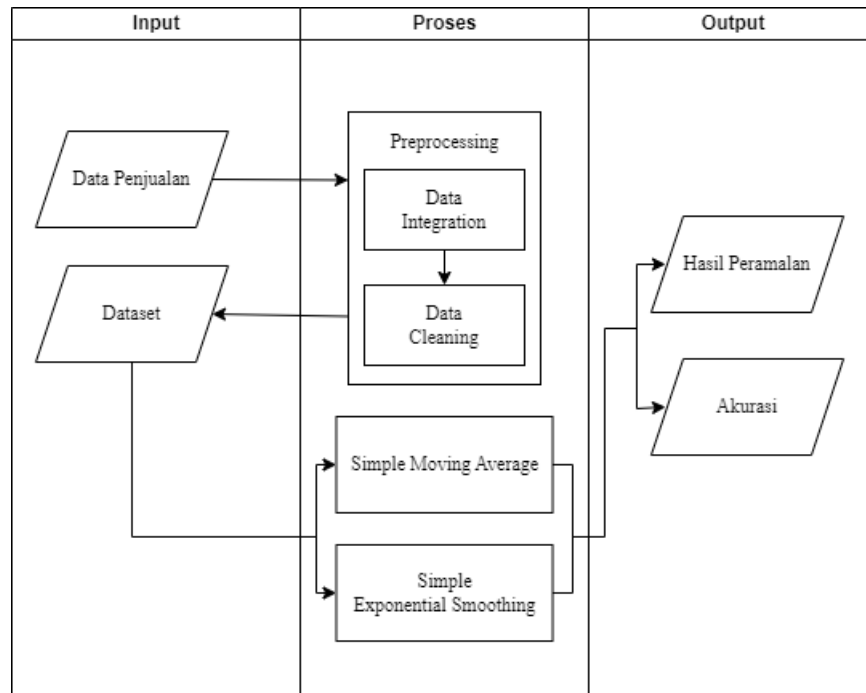 Input
Proses
Output
Data Penjualan
Preprocessing
Data
Integration
Data
Cleaning
Dataset
Simple Moving Average
Simple
Exponential Smoothing
Hasil Peramalan
Akurasi